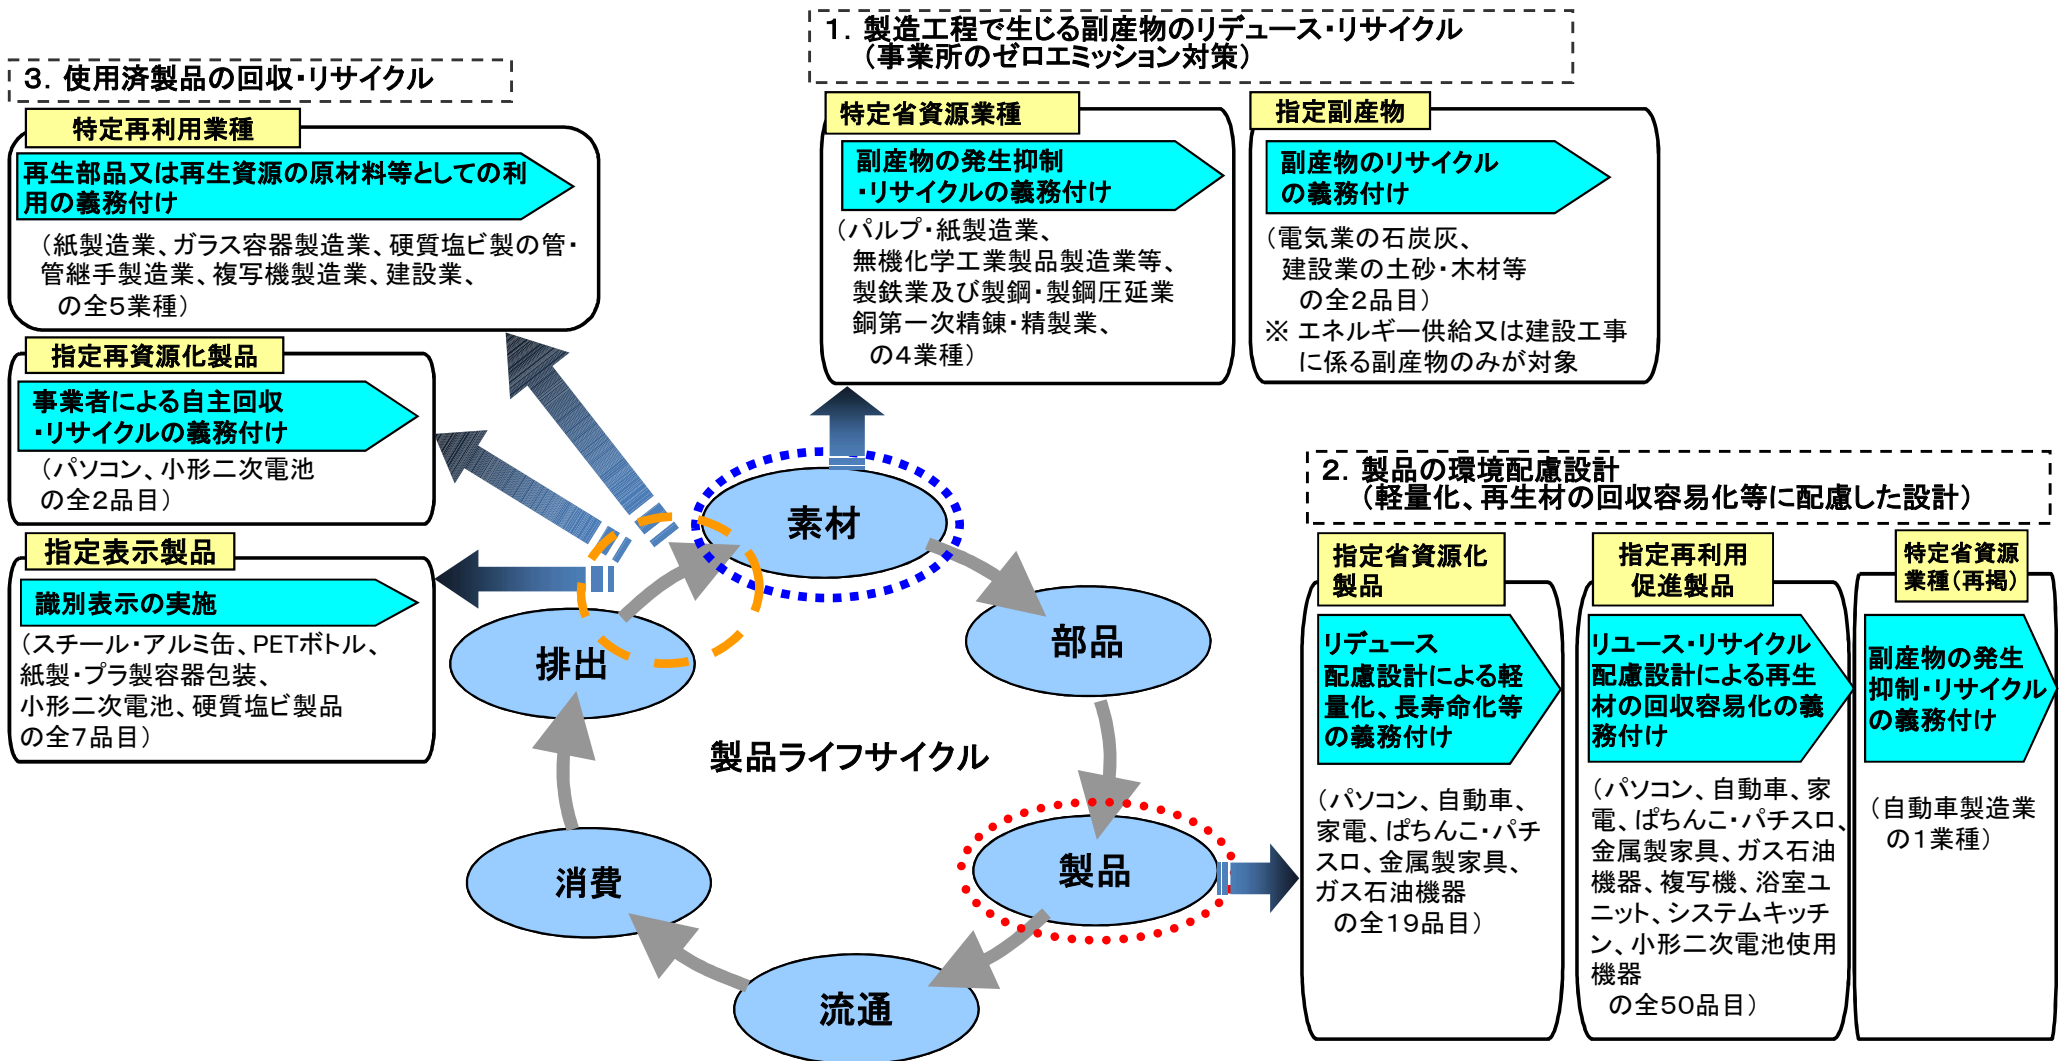 1. 製造工程で生じる副産物のリデュース・リサイクル
（事業所のゼロエミッション対策）
3. 使用済製品の回収・リサイクル
特定再利用業種
再生部品又は再生資源の原材料等としての利
用の義務付け
（紙製造業、ガラス容器製造業、硬質塩ビ製の管・
管継手製造業、複写機製造業、建設業、
の全5業種）
特定省資源業種
副産物の発生抑制
・リサイクルの義務付け
（パルプ・紙製造業、
無機化学工業製品製造業等、
製鉄業及び製鋼・製鋼圧延業
銅第一次精錬・精製業、
の4業種）
指定副産物
副産物のリサイクル
の義務付け
（電気業の石炭灰、
建設業の土砂・木材等
の全2品目）
※ エネルギー供給又は建設工事
に係る副産物のみが対象
指定再資源化製品
事業者による自主回収
・リサイクルの義務付け
（パソコン、小形二次電池
の全2品目）
指定表示製品
識別表示の実施
（スチール・アルミ缶、PETボトル、
紙製・プラ製容器包装、
小形二次電池、硬質塩ビ製品
の全7品目）
2. 製品の環境配慮設計
（軽量化、再生材の回収容易化等に配慮した設計）
指定省資源化
製品
リデュース
配慮設計による軽
量化、長寿命化等
の義務付け
（パソコン、自動車、
家電、ぱちんこ・パチ
スロ、金属製家具、
ガス石油機器
の全19品目）
指定再利用
促進製品
リユース・リサイクル
配慮設計による再生
材の回収容易化の義
務付け
（パソコン、自動車、家
電、ぱちんこ・パチスロ、
金属製家具、ガス石油
機器、複写機、浴室ユ
ニット、システムキッチ
ン、小形二次電池使用
機器
の全50品目）
特定省資源
業種（再掲）
副産物の発生
抑制・リサイクル
の義務付け
（自動車製造業
の1業種）
素材
部品
製品
流通
消費
排出
製品ライフサイクル